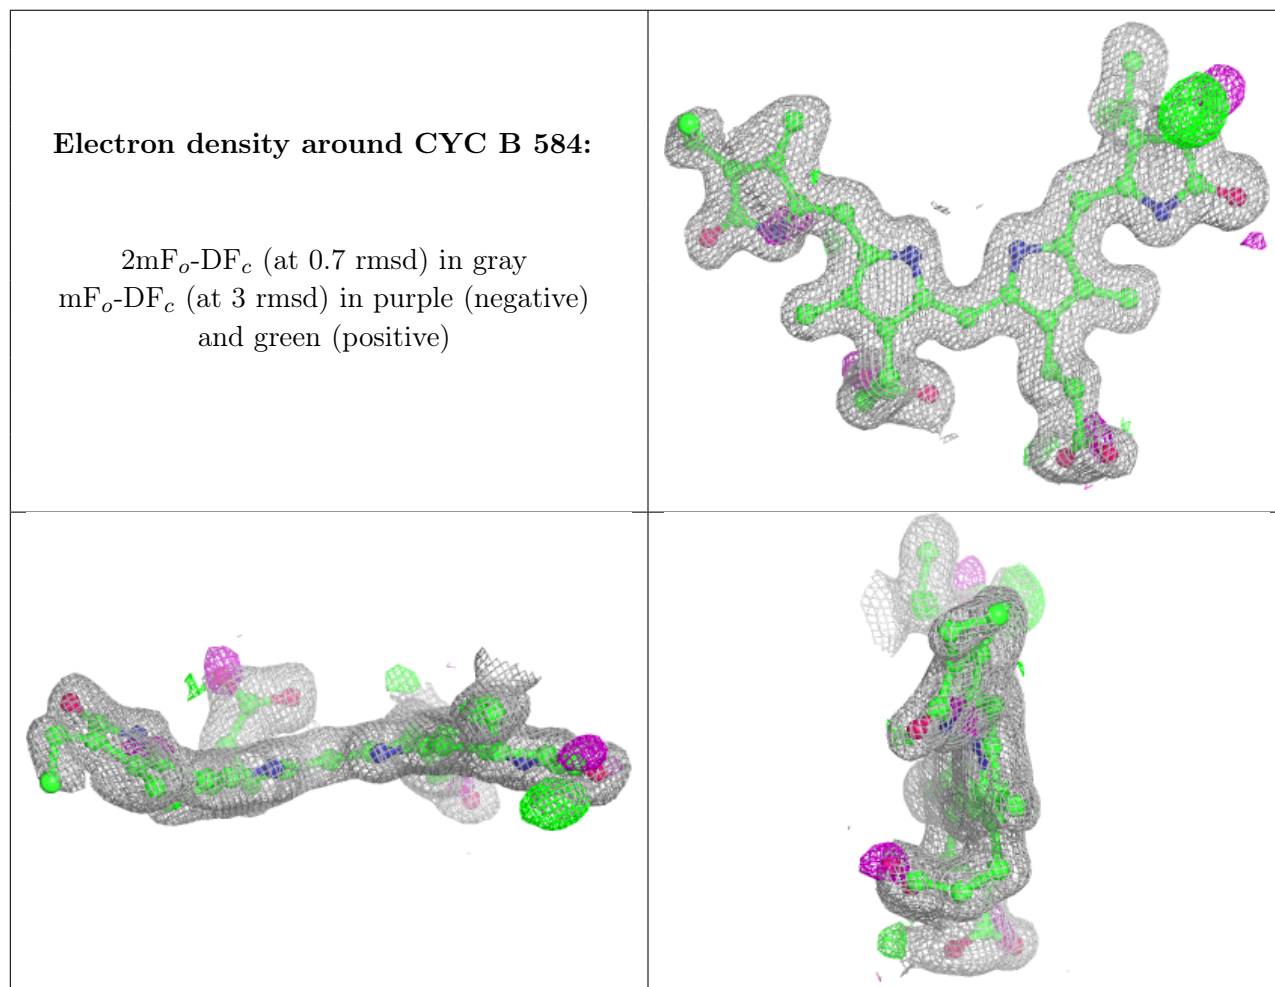 Electron density around CYC B 584:
2mFo-DFc (at 0.7 rmsd) in gray
mFo-DFc (at 3 rmsd) in purple (negative)
and green (positive)